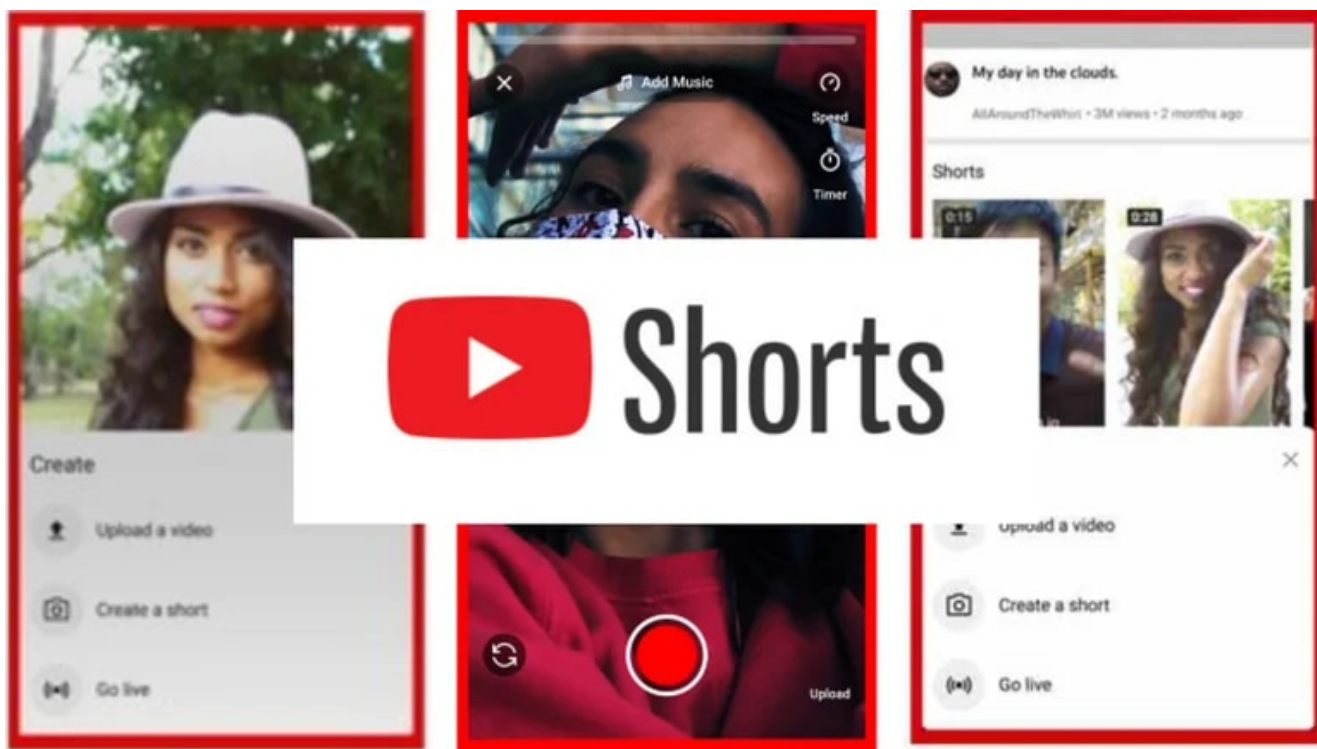 Create
Upload a video
Create a short
Go live
Add Music
Speed
Timer
Shorts
Upload
My day in the clouds.
AllAroundTheWhirl • 3M views • 2 months ago
Shorts
0:15
0:28
Upload a video
Create a short
Go live